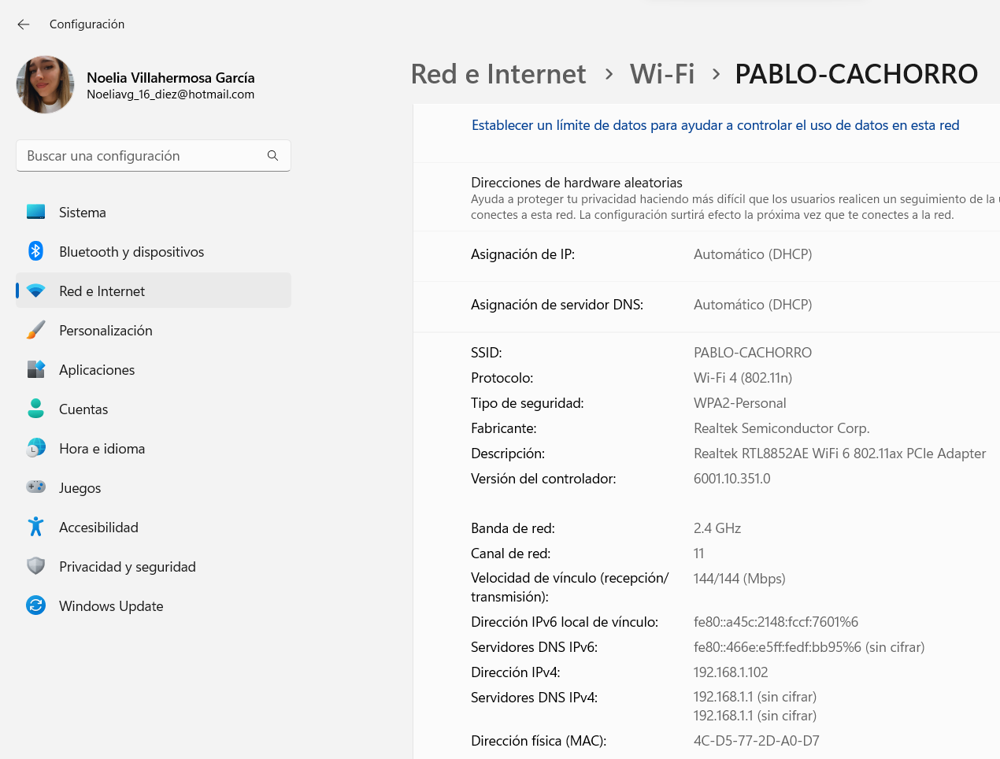 Configuración
Noelia Villahermosa García
Noeliavg_16_diez@hotmail.com
Buscar una configuración
Sistema
Bluetooth y dispositivos
Red e Internet
Personalización
Aplicaciones
Cuentas
Hora e idioma
Juegos
Accesibilidad
Privacidad y seguridad
Windows Update
Red e Internet > Wi-Fi > PABLO-CACHORRO
Establecer un límite de datos para ayudar a controlar el uso de datos en esta red
Direcciones de hardware aleatorias
Ayuda a proteger tu privacidad haciendo más difícil que los usuarios realicen un seguimiento de la
conectes a esta red. La configuración surtirá efecto la próxima vez que te conectes a la red.
Asignación de IP: Automático (DHCP)
Asignación de servidor DNS: Automático (DHCP)
SSID: PABLO-CACHORRO
Protocolo: Wi-Fi 4 (802.11n)
Tipo de seguridad: WPA2-Personal
Fabricante: Realtek Semiconductor Corp.
Descripción: Realtek RTL8852AE WiFi 6 802.11ax PCIe Adapter
Versión del controlador: 6001.10.351.0
Banda de red: 2.4 GHz
Canal de red: 11
Velocidad de vínculo (recepción/ 144/144 (Mbps)
transmisión):
Dirección IPv6 local de vínculo: fe80::a45c:2148:fccf:7601%6
Servidores DNS IPv6: fe80::466e:e5ff:fedf:bb95%6 (sin cifrar)
Dirección IPv4: 192.168.1.102
Servidores DNS IPv4: 192.168.1.1 (sin cifrar)
192.168.1.1 (sin cifrar)
Dirección física (MAC): 4C-D5-77-2D-A0-D7